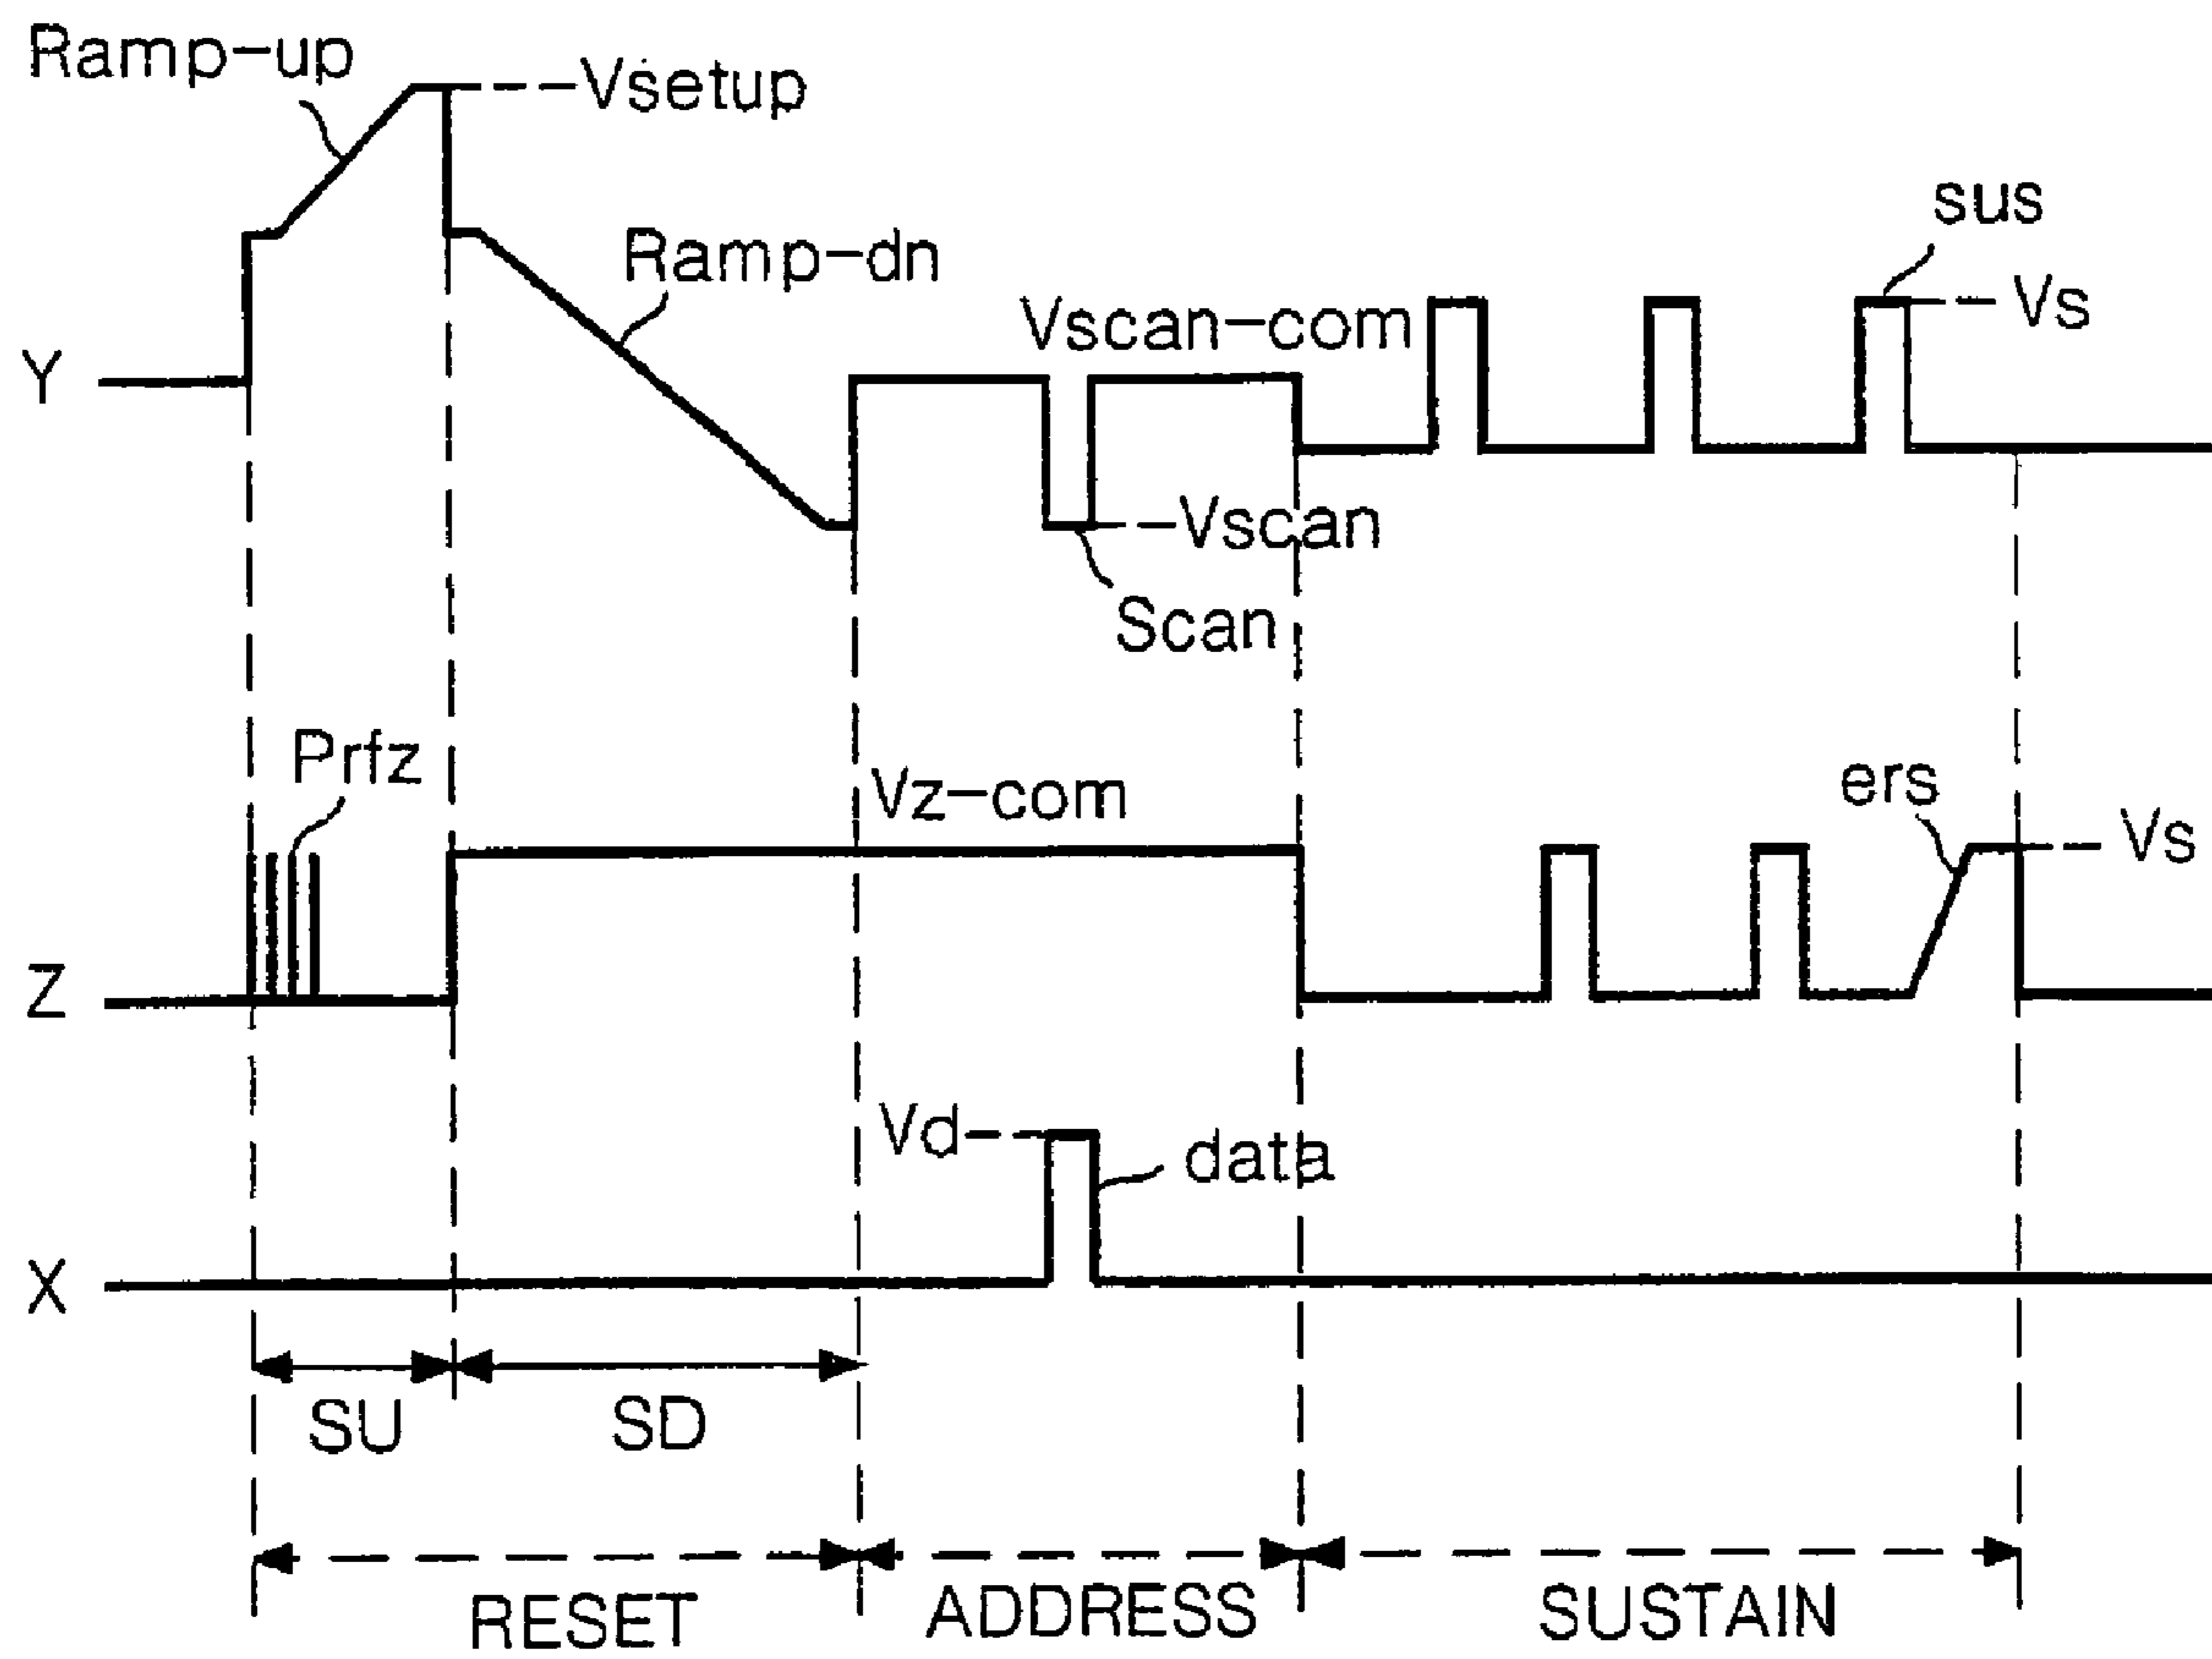 Ramp-up
Vsetup
Ramp-dn
sus
Vscan-com
Vs
Y
Vscan
Scan
Prfz
Vz-com
ers
Vs
Z
Vd
data
X
SU
SD
RESET
ADDRESS
SUSTAIN